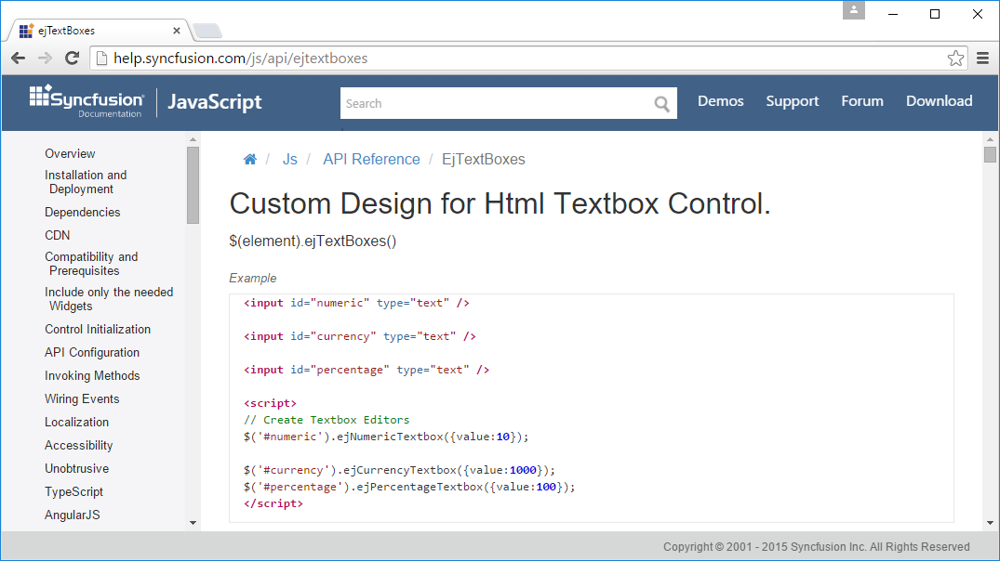 ejTextBoxes
help.syncfusion.com/js/api/ejtextboxes
Syncfusion
Documentation
JavaScript
Search
Demos Support Forum Download
Overview
Installation and
Deployment
Dependencies
CDN
Compatibility and
Prerequisites
Include only the needed
Widgets
Control Initialization
API Configuration
Invoking Methods
Wiring Events
Localization
Accessibility
Unobtrusive
TypeScript
AngularJS
/ Js / API Reference / EjTextBoxes
Custom Design for Html Textbox Control.
$(element).ejTextBoxes()
Example
<input id="numeric" type="text" />
<input id="currency" type="text" />
<input id="percentage" type="text" />
<script>
// Create Textbox Editors
$('#numeric').ejNumericTextbox({value:10});
$('#currency').ejCurrencyTextbox({value:1000});
$('#percentage').ejPercentageTextbox({value:100});
</script>
Copyright © 2001 - 2015 Syncfusion Inc. All Rights Reserved